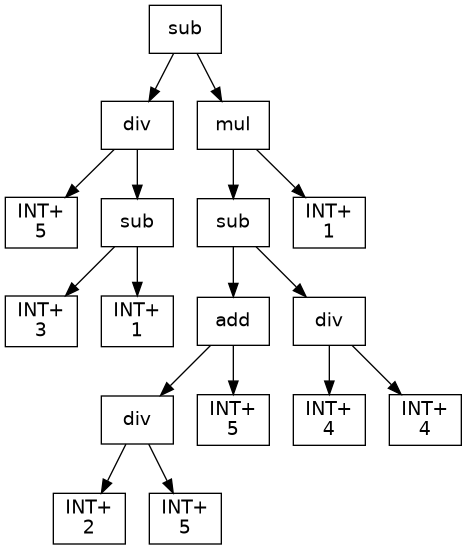 sub
div
mul
INT+
5
sub
sub
INT+
1
INT+
3
INT+
1
add
div
div
INT+
5
INT+
4
INT+
4
INT+
2
INT+
5